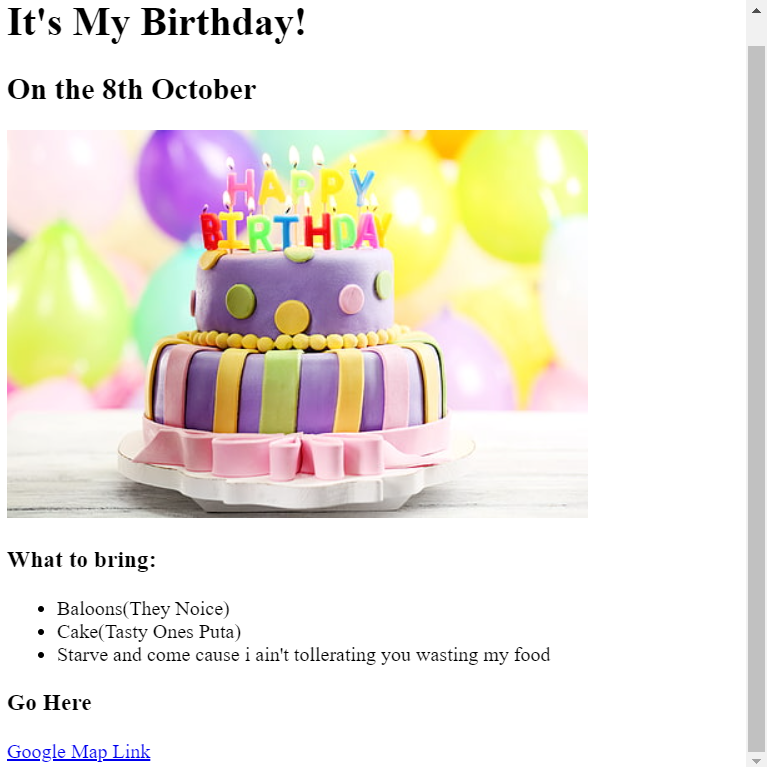 It's My Birthday!
On the 8th October
HAPPY
BIRTHDAY
What to bring:
Baloons(They Noice)
Cake(Tasty Ones Puta)
Starve and come cause i ain't tollerating you wasting my food
Go Here
Google Map Link